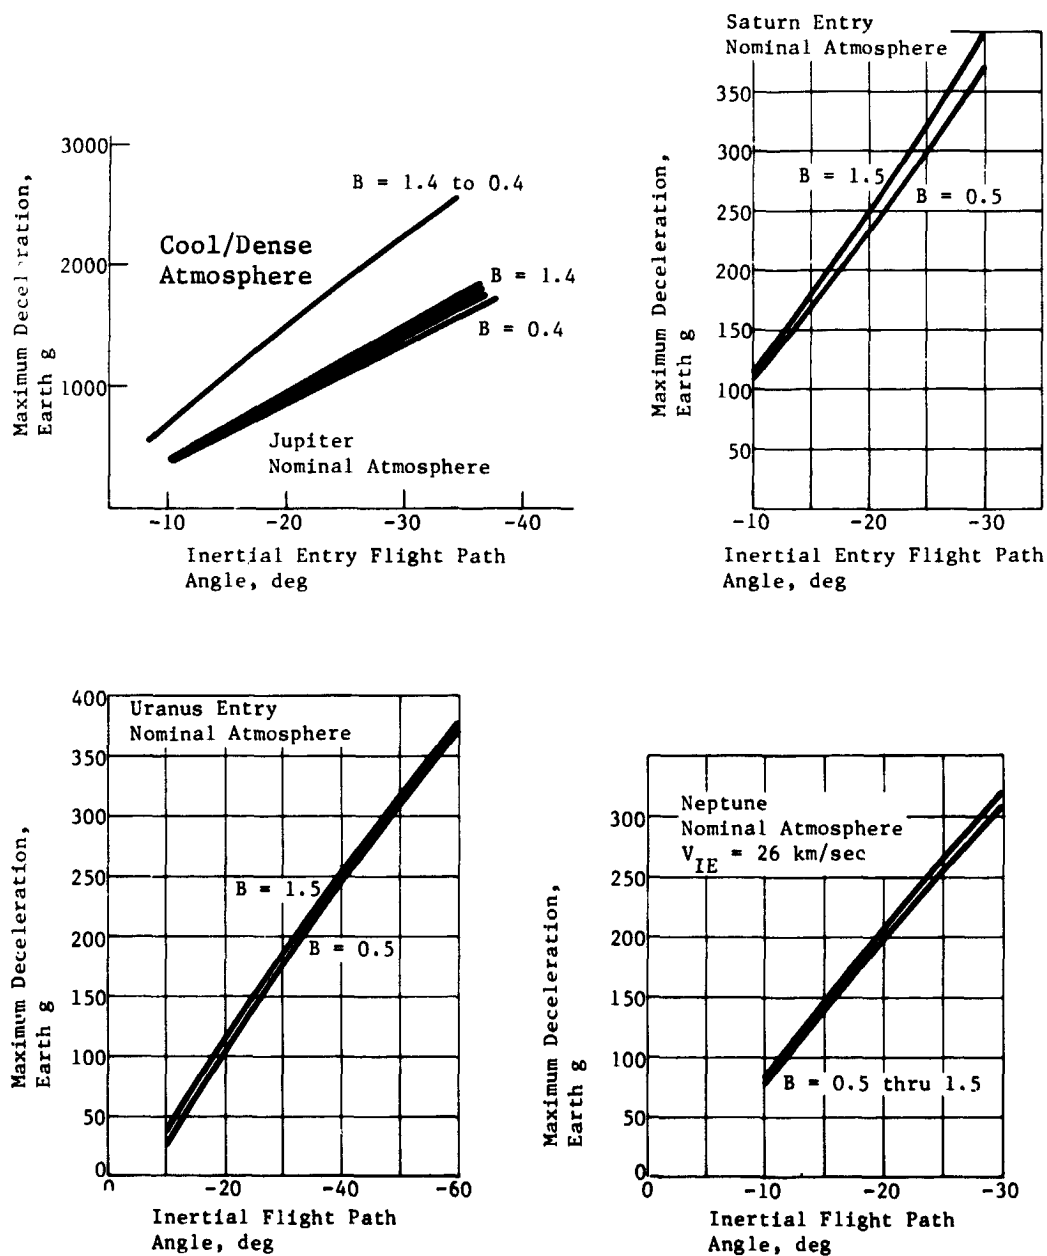 3000
2000
1000
Maximum Deceleration,
Earth g
B = 1.4 to 0.4
Cool/Dense
Atmosphere
B = 1.4
B = 0.4
Jupiter
Nominal Atmosphere
-10
-20
-30
-40
Inertial Entry Flight Path
Angle, deg
Saturn Entry
Nominal Atmosphere
350
300
250
200
150
100
50
Maximum Deceleration,
Earth g
B = 1.5
B = 0.5
-10
-20
-30
Inertial Entry Flight Path
Angle, deg
Uranus Entry
Nominal Atmosphere
400
350
300
250
200
150
100
50
0
Maximum Deceleration,
Earth g
B = 1.5
B = 0.5
0
-20
-40
-60
Inertial Flight Path
Angle, deg
Neptune
Nominal Atmosphere
V_IE = 26 km/sec
300
250
200
150
100
50
0
Maximum Deceleration,
Earth g
B = 0.5 thru 1.5
0
-10
-20
-30
Inertial Flight Path
Angle, deg